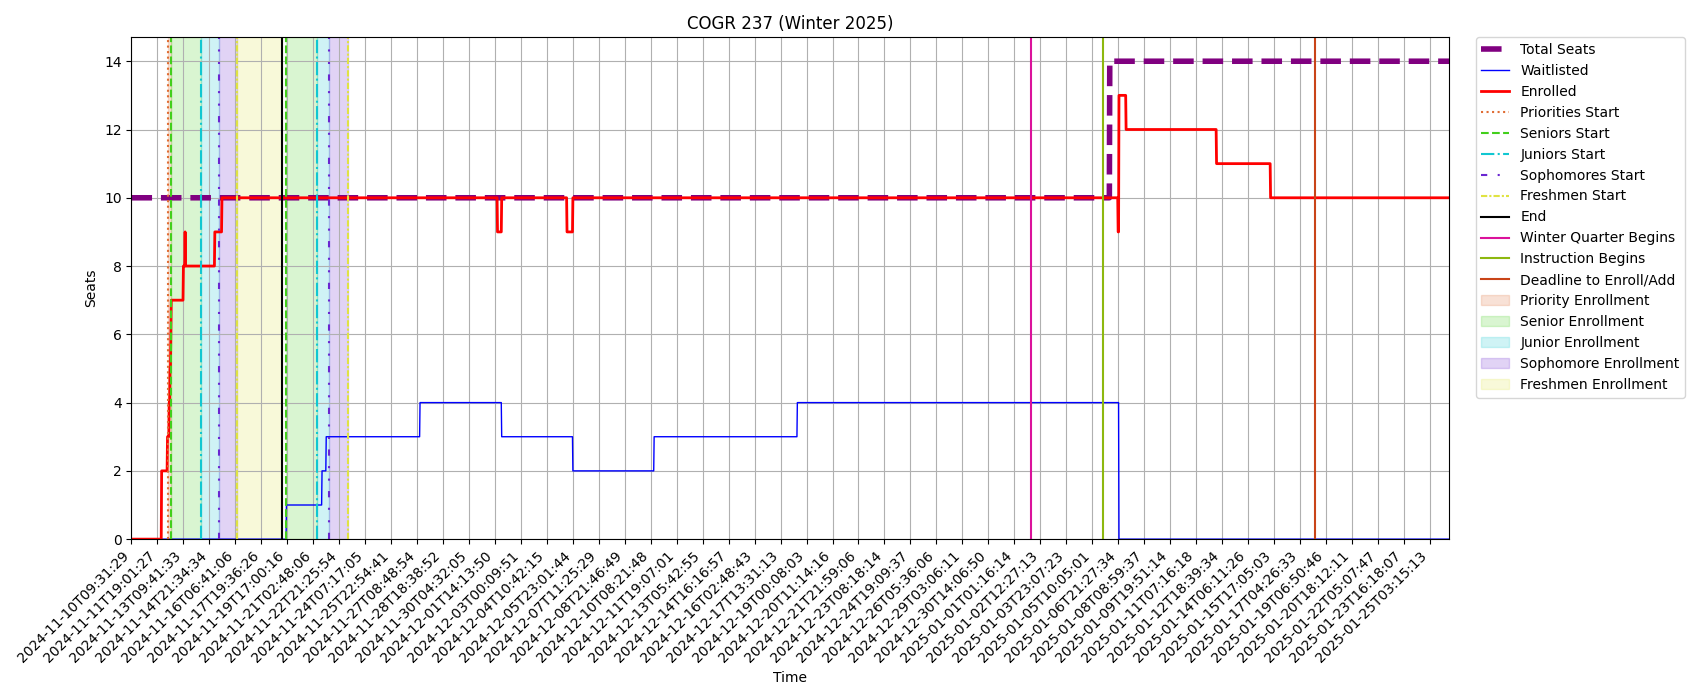 COGR 237 (Winter 2025)
Seats
14
12
10
8
6
4
2
0
2024-11-10T09:31:29
2024-11-11T19:01:27
2024-11-13T09:41:33
2024-11-14T21:34:34
2024-11-16T06:41:06
2024-11-17T19:36:26
2024-11-19T17:00:16
2024-11-21T02:48:06
2024-11-22T21:25:54
2024-11-24T07:17:05
2024-11-25T22:54:41
2024-11-27T08:48:54
2024-11-28T18:38:52
2024-11-30T04:32:05
2024-12-01T14:13:50
2024-12-03T00:09:51
2024-12-04T10:42:15
2024-12-05T23:01:44
2024-12-07T11:25:29
2024-12-08T21:46:49
2024-12-10T08:21:48
2024-12-11T19:07:01
2024-12-13T05:42:55
2024-12-14T16:16:57
2024-12-16T02:48:43
2024-12-17T13:31:13
2024-12-19T00:08:03
2024-12-20T11:14:16
2024-12-21T21:59:06
2024-12-23T08:18:14
2024-12-24T19:09:37
2024-12-26T05:36:06
2024-12-29T03:06:11
2024-12-30T14:06:50
2025-01-01T01:16:14
2025-01-02T12:27:13
2025-01-03T23:07:23
2025-01-05T10:05:01
2025-01-06T21:27:34
2025-01-08T08:59:37
2025-01-09T19:51:14
2025-01-11T07:16:18
2025-01-12T18:39:34
2025-01-14T06:11:26
2025-01-15T17:05:03
2025-01-17T04:26:33
2025-01-19T06:50:46
2025-01-20T18:12:11
2025-01-22T05:07:47
2025-01-23T16:18:07
2025-01-25T03:15:13
Time
Total Seats
Waitlisted
Enrolled
Priorities Start
Seniors Start
Juniors Start
Sophomores Start
Freshmen Start
End
Winter Quarter Begins
Instruction Begins
Deadline to Enroll/Add
Priority Enrollment
Senior Enrollment
Junior Enrollment
Sophomore Enrollment
Freshmen Enrollment